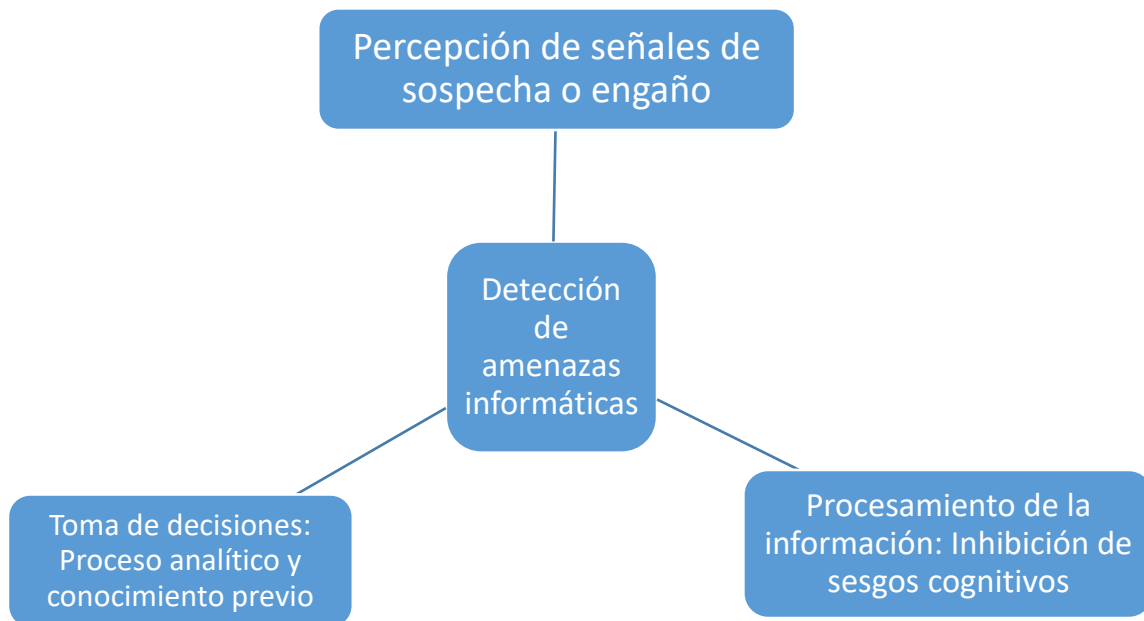 Percepción de señales de
sospecha o engaño
Detección
de
amenazas
informáticas
Toma de decisiones:
Proceso analítico y
conocimiento previo
Procesamiento de la
información: Inhibición de
sesgos cognitivos